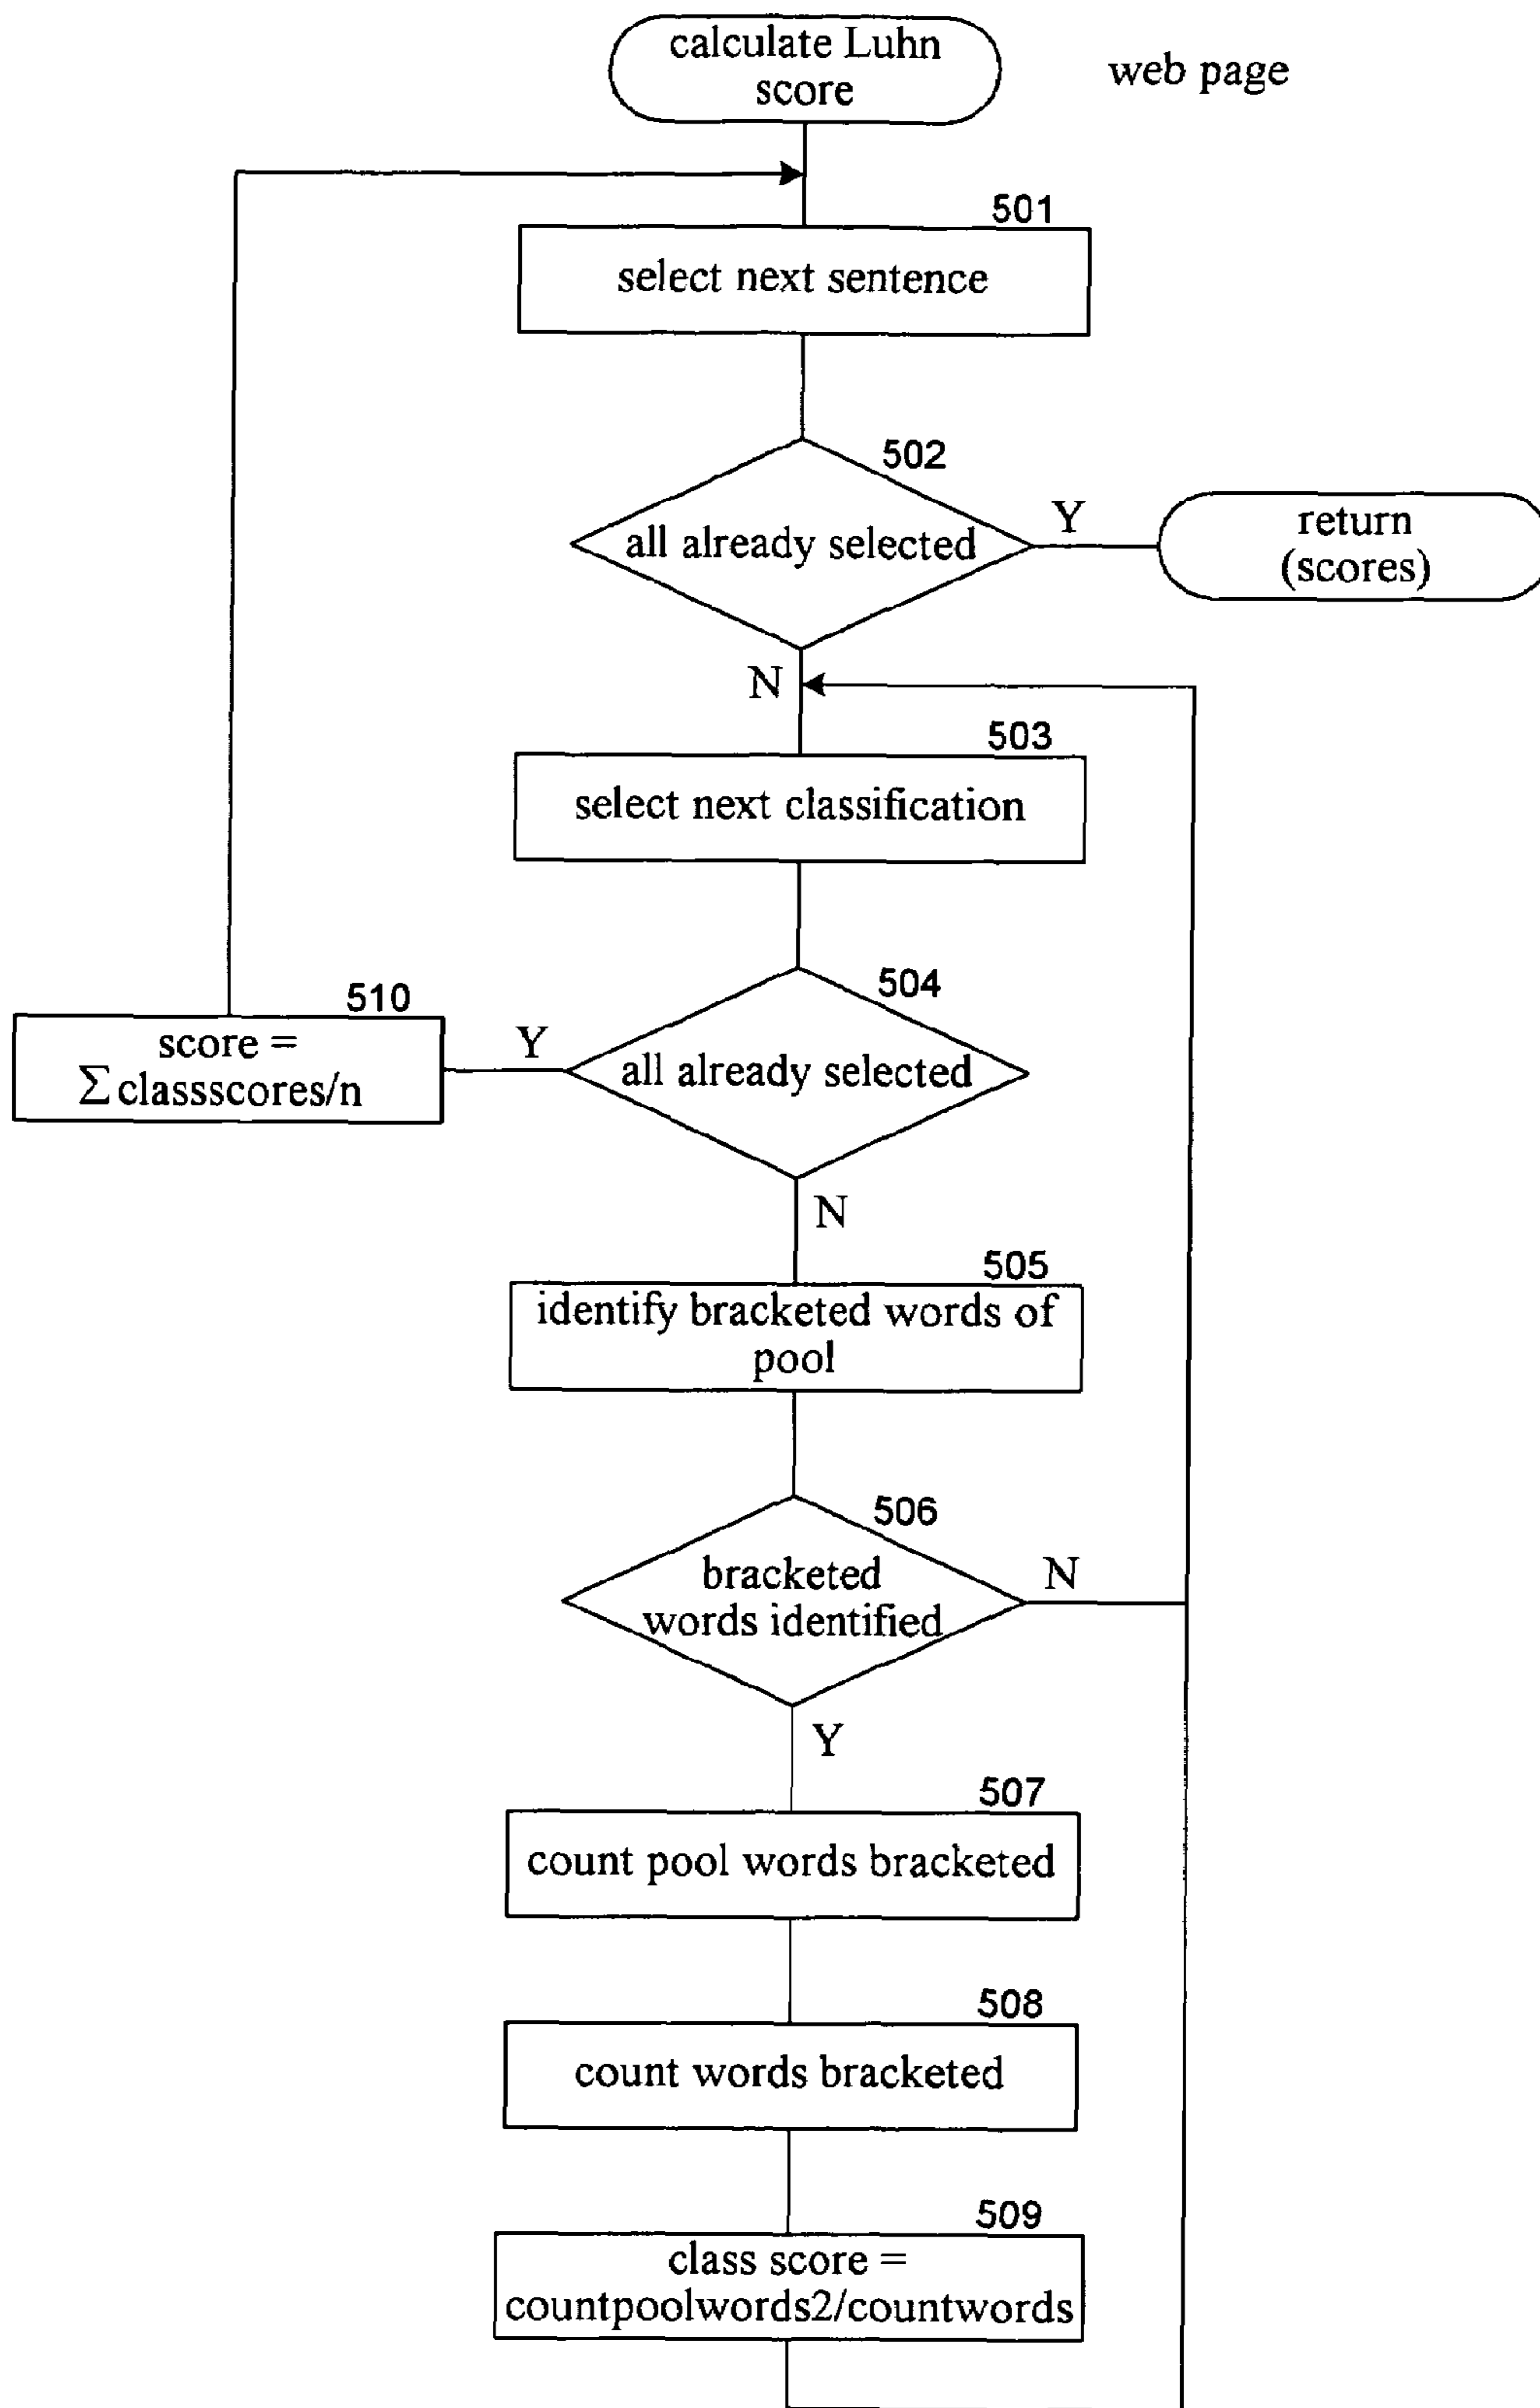 calculate Luhn
score
web page
501
select next sentence
502
all already selected
Y
return
(scores)
N
503
select next classification
504
all already selected
Y
510
score =
∑classscores/n
N
505
identify bracketed words of
pool
506
bracketed
words identified
N
Y
507
count pool words bracketed
508
count words bracketed
509
class score =
countpoolwords2/countwords